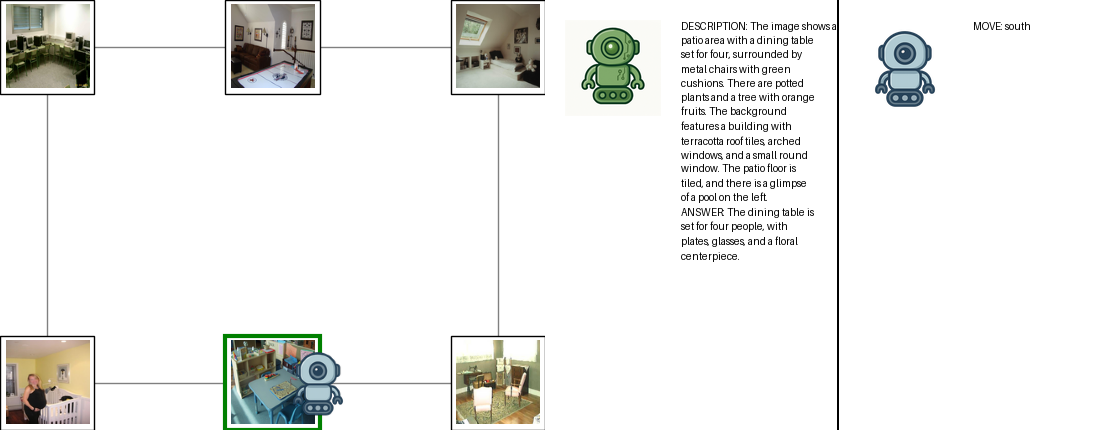 DESCRIPTION: The image shows a
patio area with a dining table
set for four, surrounded by
metal chairs with green
cushions. There are potted
plants and a tree with orange
fruits. The background
features a building with
terracotta roof tiles, arched
windows, and a small round
window. The patio floor is
tiled, and there is a glimpse
of a pool on the left.
ANSWER: The dining table is
set for four people, with
plates, glasses, and a floral
centerpiece.
MOVE: south